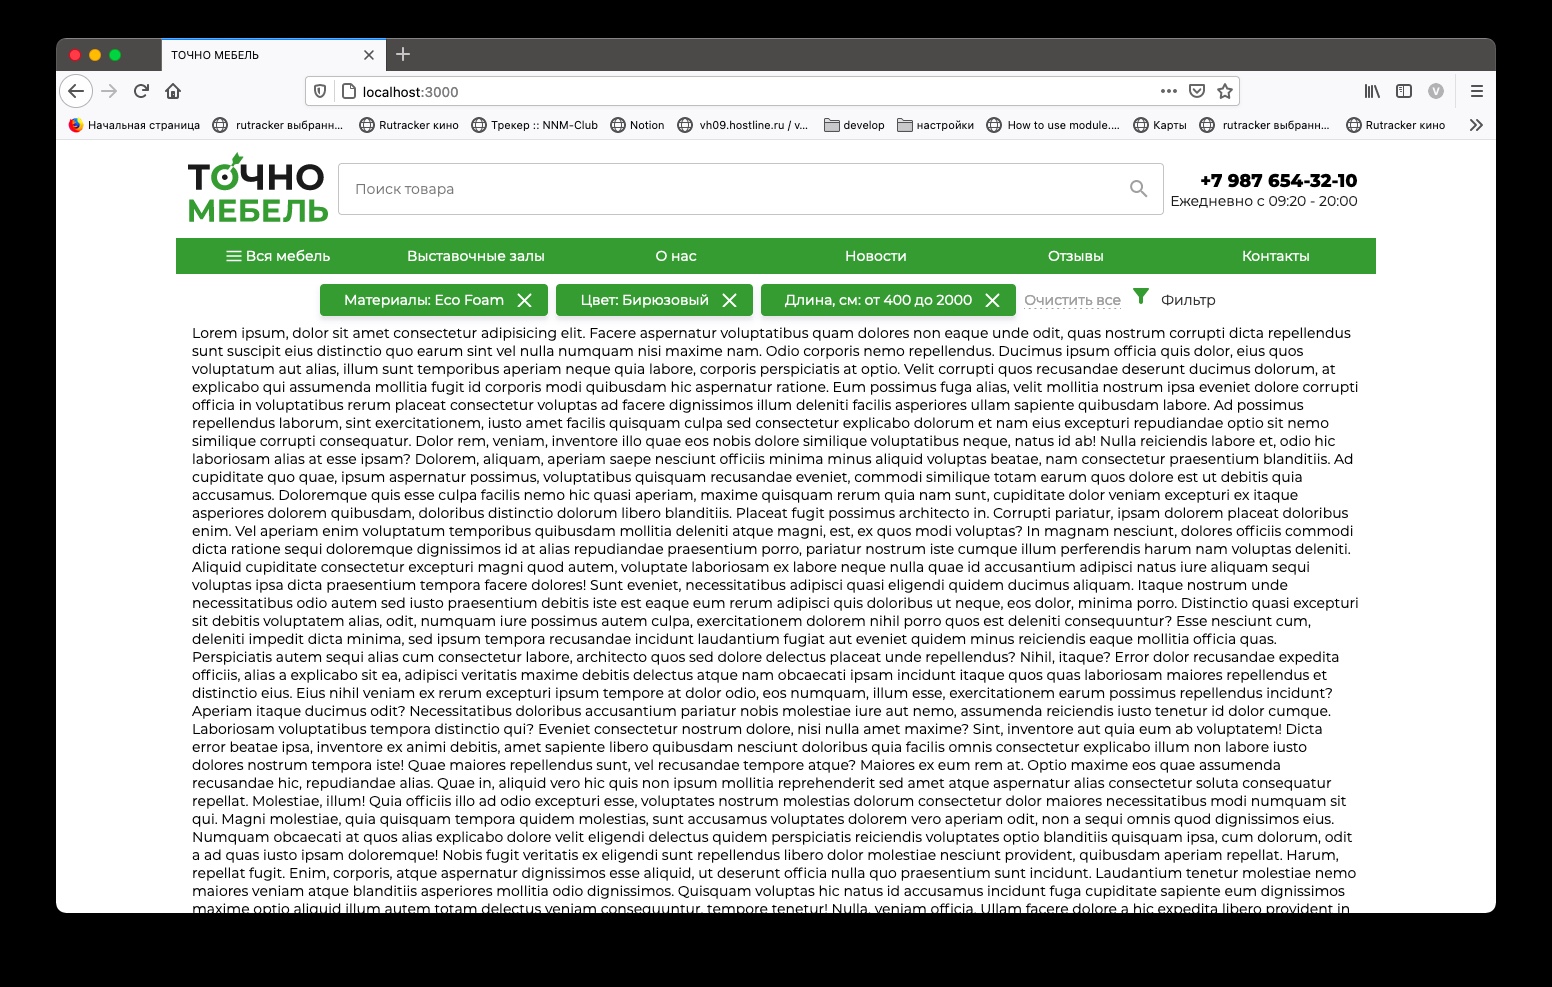 ТОЧНО МЕБЕЛЬ
localhost:3000
V
Начальная страница rutracker выбранн... Rutracker кино Трекер :: NNM-Club Notion vh09.hostline.ru / v... develop настройки How to use module.... Карты rutracker выбранн... Rutracker кино
ТОЧНО
МЕБЕЛЬ
Поиск товара
+7 987 654-32-10
Ежедневно с 09:20 - 20:00
Вся мебель Выставочные залы О нас Новости Отзывы Контакты
Материалы: Eco Foam Цвет: Бирюзовый Длина, см: от 400 до 2000 Очистить все Фильтр
Lorem ipsum, dolor sit amet consectetur adipisicing elit. Facere aspernatur voluptatibus quam dolores non eaque unde odit, quas nostrum corrupti dicta repellendus
sunt suscipit eius distinctio quo earum sint vel nulla numquam nisi maxime nam. Odio corporis nemo repellendus. Ducimus ipsum officia quis dolor, eius quos
voluptatum aut alias, illum sunt temporibus aperiam neque quia labore, corporis perspiciatis at optio. Velit corrupti quos recusandae deserunt ducimus dolorum, at
explicabo qui assumenda mollitia fugit id corporis modi quibusdam hic aspernatur ratione. Eum possimus fuga alias, velit mollitia nostrum ipsa eveniet dolore corrupti
officia in voluptatibus rerum placeat consectetur voluptas ad facere dignissimos illum deleniti facilis asperiores ullam sapiente quibusdam labore. Ad possimus
repellendus laborum, sint exercitationem, iusto amet facilis quisquam culpa sed consectetur explicabo dolorum et nam eius excepturi repudiandae optio sit nemo
similique corrupti consequatur. Dolor rem, veniam, inventore illo quae eos nobis dolore similique voluptatibus neque, natus id ab! Nulla reiciendis labore et, odio hic
laboriosam alias at esse ipsam? Dolorem, aliquam, aperiam saepe nesciunt officiis minima minus aliquid voluptas beatae, nam consectetur praesentium blanditiis. Ad
cupiditate quo quae, ipsum aspernatur possimus, voluptatibus quisquam recusandae eveniet, commodi similique totam earum quos dolore est ut debitis quia
accusamus. Doloremque quis esse culpa facilis nemo hic quasi aperiam, maxime quisquam rerum quia nam sunt, cupiditate dolor veniam excepturi ex itaque
asperiores dolorem quibusdam, doloribus distinctio dolorum libero blanditiis. Placeat fugit possimus architecto in. Corrupti pariatur, ipsam dolorem placeat doloribus
enim. Vel aperiam enim voluptatum temporibus quibusdam mollitia deleniti atque magni, est, ex quos modi voluptas? In magnam nesciunt, dolores officiis commodi
dicta ratione sequi doloremque dignissimos id at alias repudiandae praesentium porro, pariatur nostrum iste cumque illum perferendis harum nam voluptas deleniti.
Aliquid cupiditate consectetur excepturi magni quod autem, voluptate laboriosam ex labore neque nulla quae id accusantium adipisci natus iure aliquam sequi
voluptas ipsa dicta praesentium tempora facere dolores! Sunt eveniet, necessitatibus adipisci quasi eligendi quidem ducimus aliquam. Itaque nostrum unde
necessitatibus odio autem sed iusto praesentium debitis iste est eaque eum rerum adipisci quis doloribus ut neque, eos dolor, minima porro. Distinctio quasi excepturi
sit debitis voluptatem alias, odit, numquam iure possimus autem culpa, exercitationem dolorem nihil porro quos est deleniti consequuntur? Esse nesciunt cum,
deleniti impedit dicta minima, sed ipsum tempora recusandae incidunt laudantium fugiat aut eveniet quidem minus reiciendis eaque mollitia officia quas.
Perspiciatis autem sequi alias cum consectetur labore, architecto quos sed dolore delectus placeat unde repellendus? Nihil, itaque? Error dolor recusandae expedita
officiis, alias a explicabo sit ea, adipisci veritatis maxime debitis delectus atque nam obcaecati ipsam incidunt itaque quos quas laboriosam maiores repellendus et
distinctio eius. Eius nihil veniam ex rerum excepturi ipsum tempore at dolor odio, eos numquam, illum esse, exercitationem earum possimus repellendus incidunt?
Aperiam itaque ducimus odit? Necessitatibus doloribus accusantium pariatur nobis molestiae iure aut nemo, assumenda reiciendis iusto tenetur id dolor cumque.
Laboriosam voluptatibus tempora distinctio qui? Eveniet consectetur nostrum dolore, nisi nulla amet maxime? Sint, inventore aut quia eum ab voluptatem! Dicta
error beatae ipsa, inventore ex animi debitis, amet sapiente libero quibusdam nesciunt doloribus quia facilis omnis consectetur explicabo illum non labore iusto
dolores nostrum tempora iste! Quae maiores repellendus sunt, vel recusandae tempore atque? Maiores ex eum rem at. Optio maxime eos quae assumenda
recusandae hic, repudiandae alias. Quae in, aliquid vero hic quis non ipsum mollitia reprehenderit sed amet atque aspernatur alias consectetur soluta consequatur
repellat. Molestiae, illum! Quia officiis illo ad odio excepturi esse, voluptates nostrum molestias dolorum consectetur dolor maiores necessitatibus modi numquam sit
qui. Magni molestiae, quia quisquam tempora quidem molestias, sunt accusamus voluptates dolorem vero aperiam odit, non a sequi omnis quod dignissimos eius.
Numquam obcaecati at quos alias explicabo dolore velit eligendi delectus quidem perspiciatis reiciendis voluptates optio blanditiis quisquam ipsa, cum dolorum, odit
a ad quas iusto ipsam doloremque! Nobis fugit veritatis ex eligendi sunt repellendus libero dolor molestiae nesciunt provident, quibusdam aperiam repellat. Harum,
repellat fugit. Enim, corporis, atque aspernatur dignissimos esse aliquid, ut deserunt officia nulla quo praesentium sunt incidunt. Laudantium tenetur molestiae nemo
maiores veniam atque blanditiis asperiores mollitia odio dignissimos. Quisquam voluptas hic natus id accusamus incidunt fuga cupiditate sapiente eum dignissimos
maxime optio aliquid illum autem totam delectus veniam consequuntur, tempore tenetur! Nulla, veniam officia. Ullam facere dolore a hic expedita libero provident in